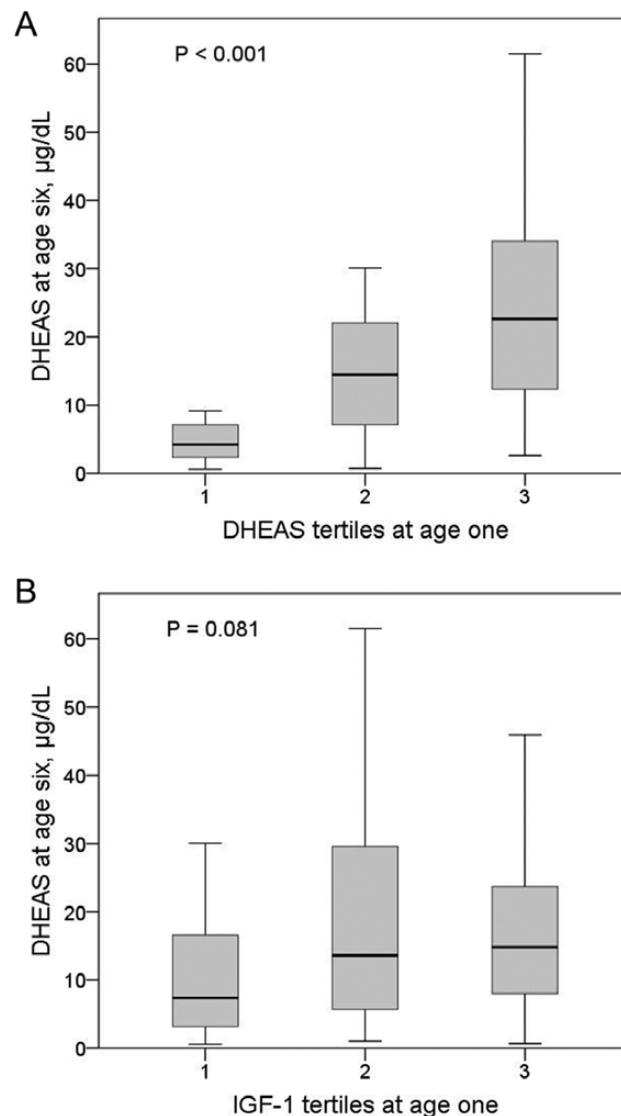 A
P < 0.001
DHEAS at age six, µg/dL
60
50
40
30
20
10
0
1 2 3
DHEAS tertiles at age one
B
P = 0.081
DHEAS at age six, µg/dL
60
50
40
30
20
10
0
1 2 3
IGF-1 tertiles at age one